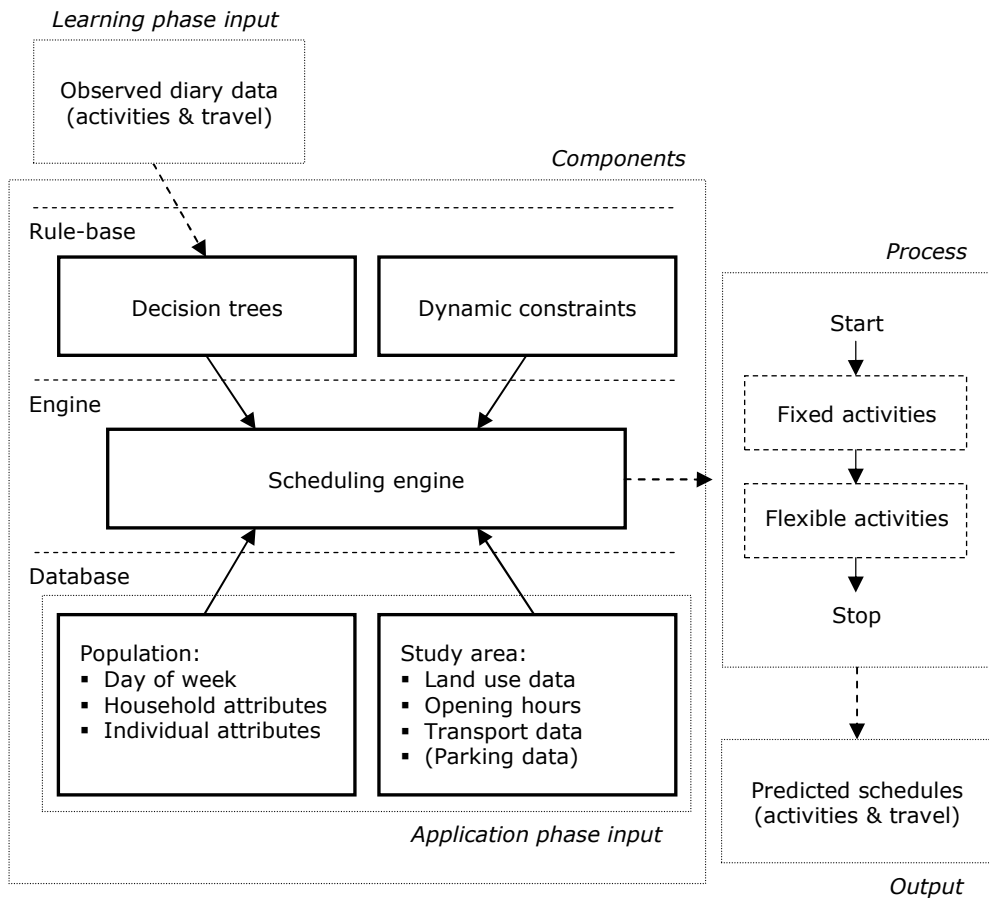 Learning phase input
Observed diary data
(activities & travel)
Components
Rule-base
Decision trees
Dynamic constraints
Engine
Scheduling engine
Database
Population:
▪ Day of week
▪ Household attributes
▪ Individual attributes
Study area:
▪ Land use data
▪ Opening hours
▪ Transport data
▪ (Parking data)
Application phase input
Process
Start
Fixed activities
Flexible activities
Stop
Predicted schedules
(activities & travel)
Output